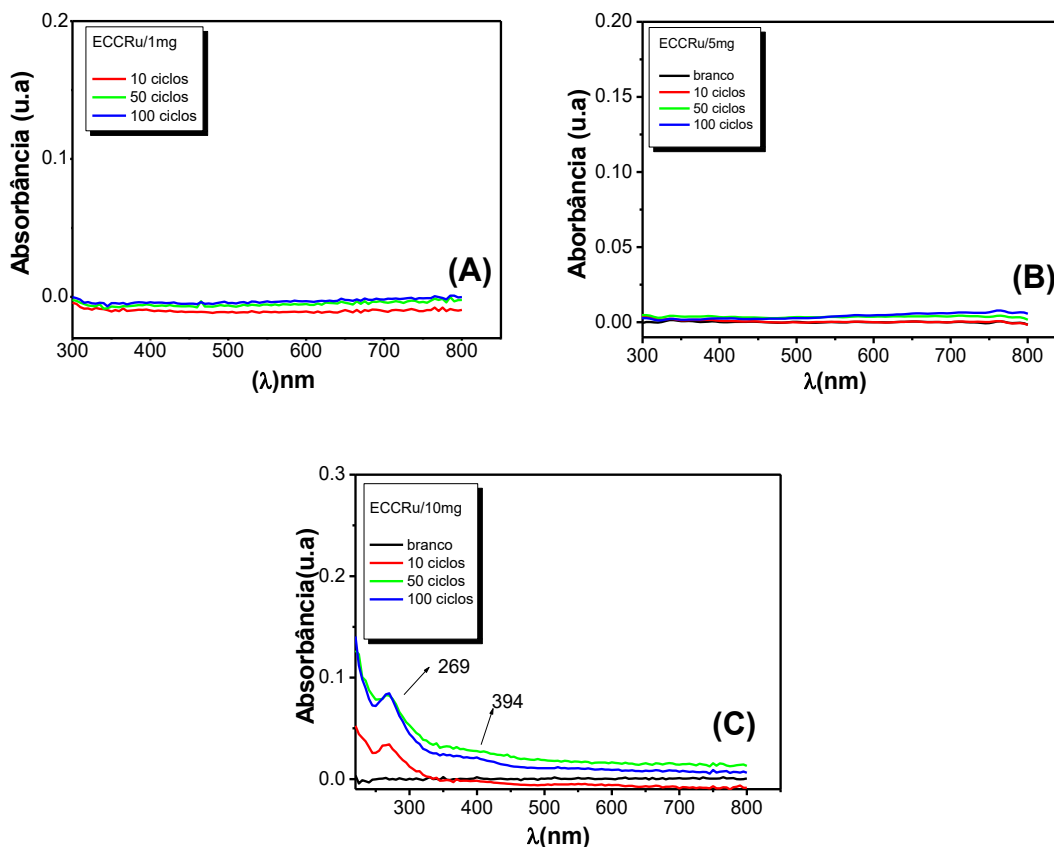 0.2
0.1
0.0
Absorbância (u.a)
ECCRu/1mg
10 ciclos
50 ciclos
100 ciclos
(A)
300 400 500 600 700 800
(λ)nm
0.20
0.15
0.10
0.05
0.00
Aborbância (u.a)
ECCRu/5mg
branco
10 ciclos
50 ciclos
100 ciclos
(B)
300 400 500 600 700 800
λ(nm)
0.3
0.2
0.1
0.0
Absorbância(u.a)
ECCRu/10mg
branco
10 ciclos
50 ciclos
100 ciclos
269
394
(C)
300 400 500 600 700 800
λ(nm)